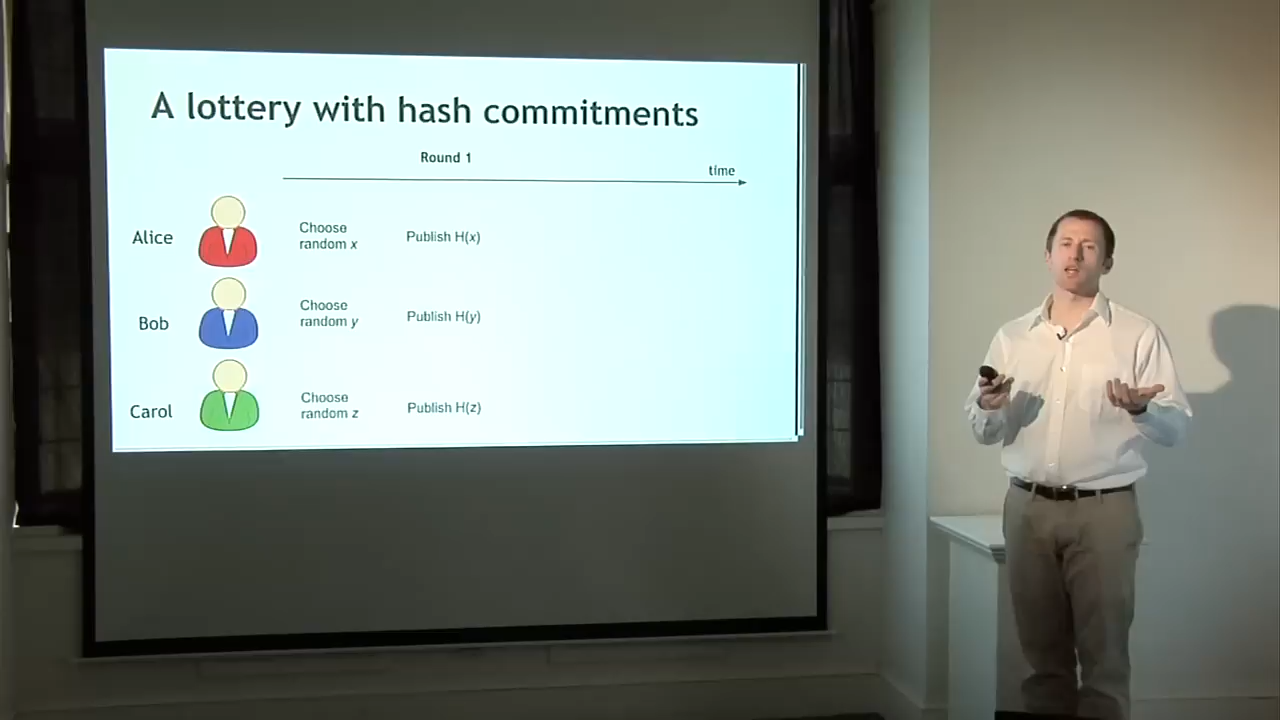 A lottery with hash commitments
Round 1
time
Alice
Choose
random x
Publish H(x)
Bob
Choose
random y
Publish H(y)
Carol
Choose
random z
Publish H(z)